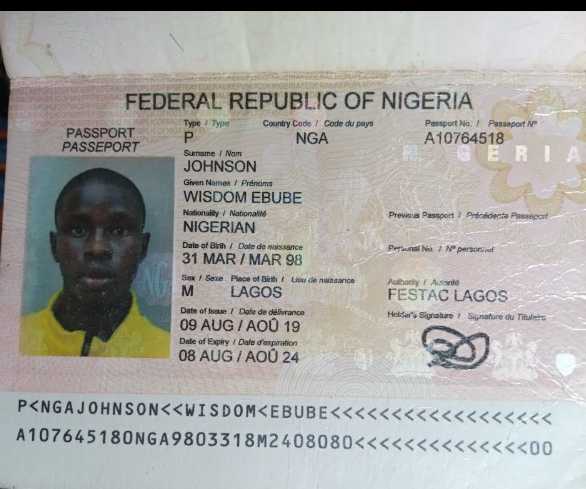 FEDERAL REPUBLIC OF NIGERIA
PASSPORT
PASSEPORT
Type / Type
Country Code / Code du pays
Passport No. / Passeport N°
P
NGA
A10764518
Surname / Nom
JOHNSON
Given Names / Prénoms
WISDOM EBUBE
Nationality / Nationalité
NIGERIAN
Previous Passport / Précédente Passeport
Date of Birth / Date de naissance
31 MAR / MAR 98
Personal No. / N° personnel
Sex / Sexe
Place of Birth / Lieu de naissance
M
LAGOS
Authority / Autorité
FESTAC LAGOS
Date of Issue / Date de délivrance
09 AUG / AOÛ 19
Holder's Signature / Signature du Titulaire
Date of Expiry / Date d'expiration
08 AUG / AOÛ 24
P<NGAJOHNSON<<WISDOM<EBUBE<<<<<<<<<<<<<<<<<<
A107645180NGA9803318M2408080<<<<<<<<<<<<<<00